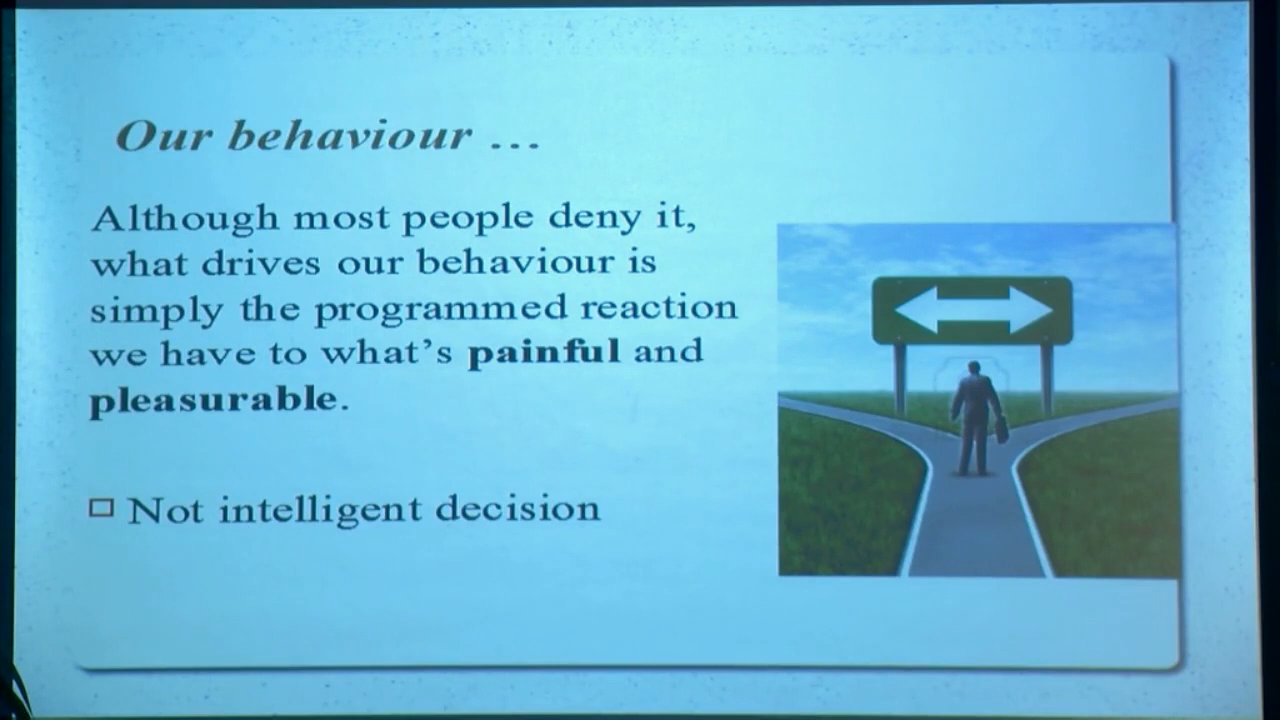 Our behaviour ...
Although most people deny it,
what drives our behaviour is
simply the programmed reaction
we have to what's painful and
pleasurable.
Not intelligent decision